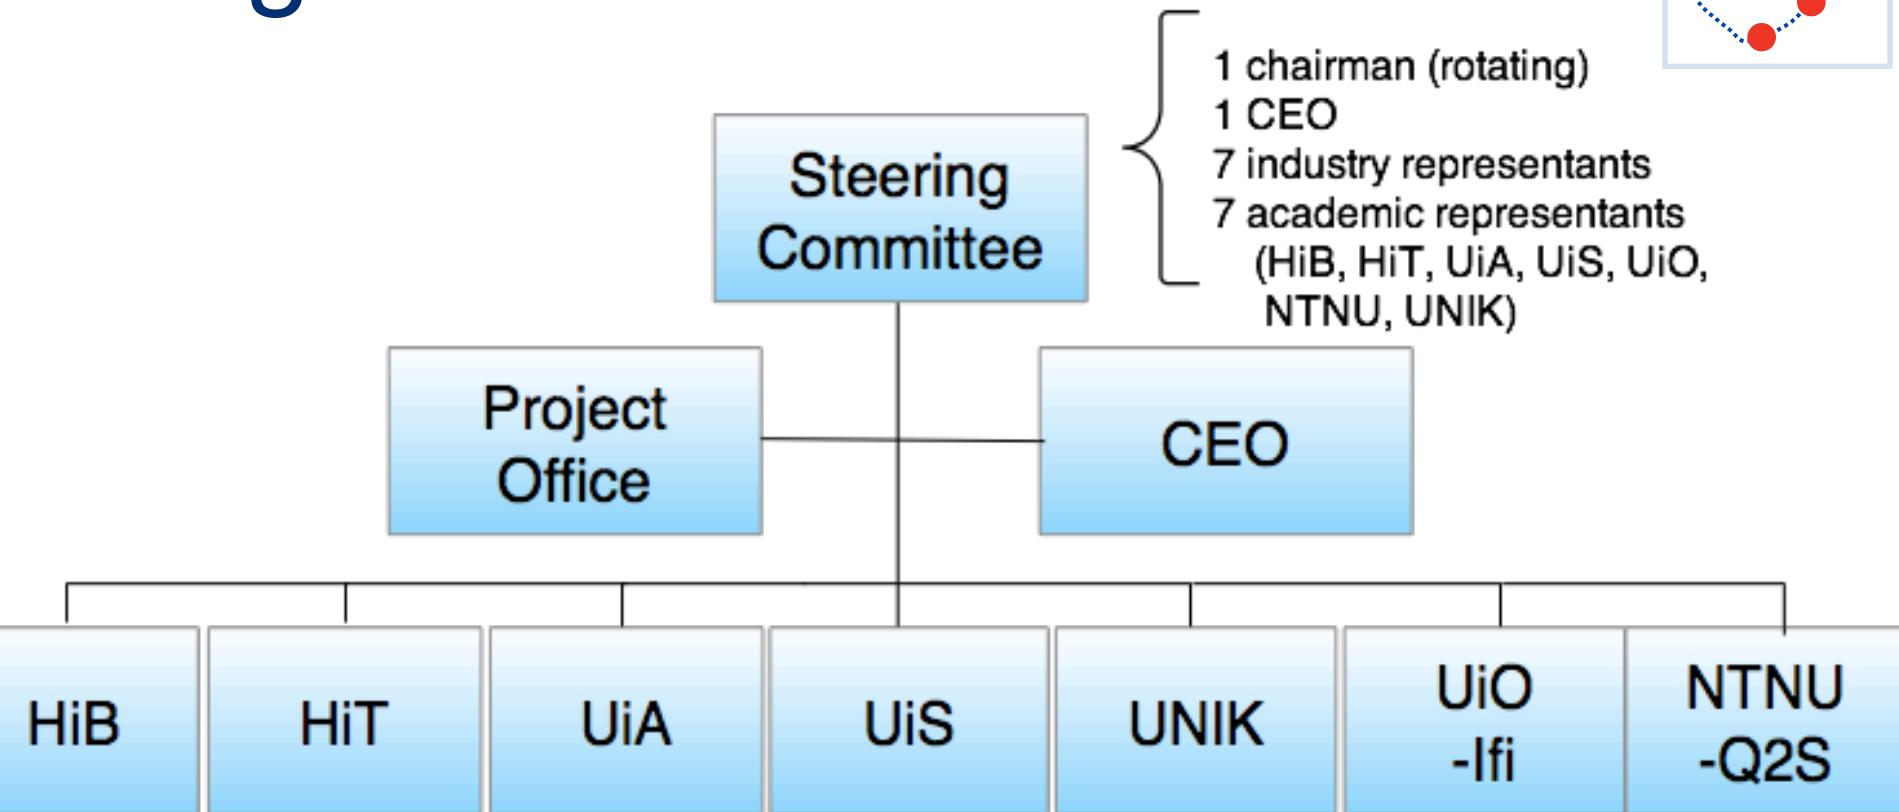 1 chairman (rotating)
1 CEO
7 industry representants
7 academic representants
(HiB, HiT, UiA, UiS, UiO,
NTNU, UNIK)
Steering
Committee
Project
Office
CEO
HiB
HiT
UiA
UiS
UNIK
UiO
-Ifi
NTNU
-Q2S